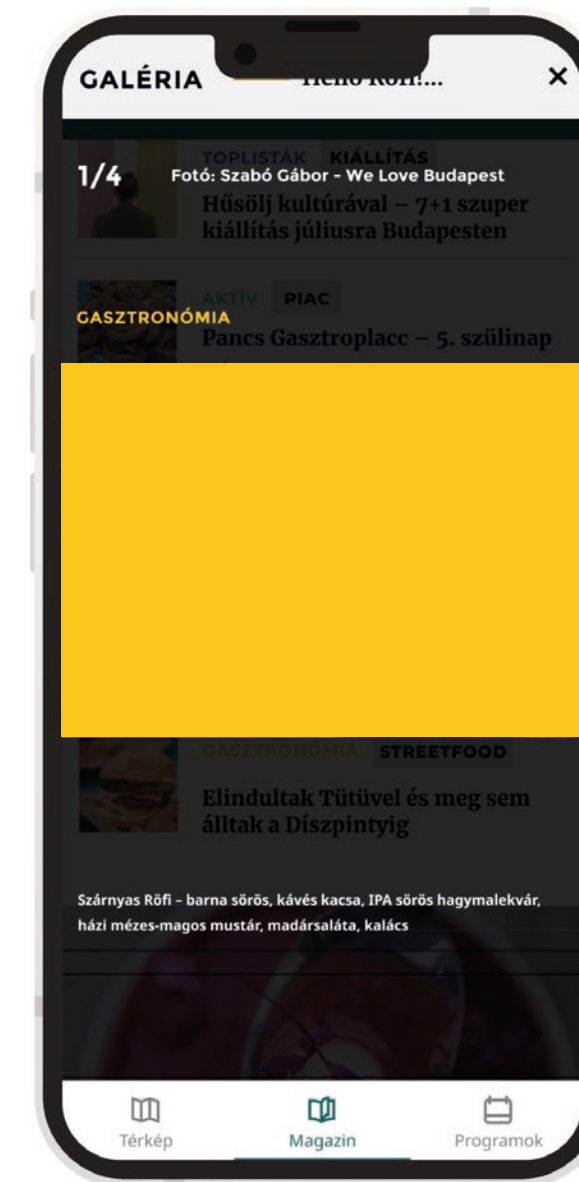 GALÉRIA
Helló Röfi!...
1/4
TOPLISTÁK KIÁLLÍTÁS
Fotó: Szabó Gábor - We Love Budapest
Hűsölj kultúrával – 7+1 szuper
kiállítás júliusra Budapesten
AKTÍV PIAC
GASZTRONÓMIA
Pancs Gasztroplacc – 5. szülinap
GASZTRONÓMIA STREETFOOD
Elindultak Tütüvel és meg sem
álltak a Díszpintyig
Szárnyas Röfi – barna sörös, kávés kacsa, IPA sörös hagymalekvár,
házi mézes-magos mustár, madársaláta, kalács
Térkép
Magazin
Programok